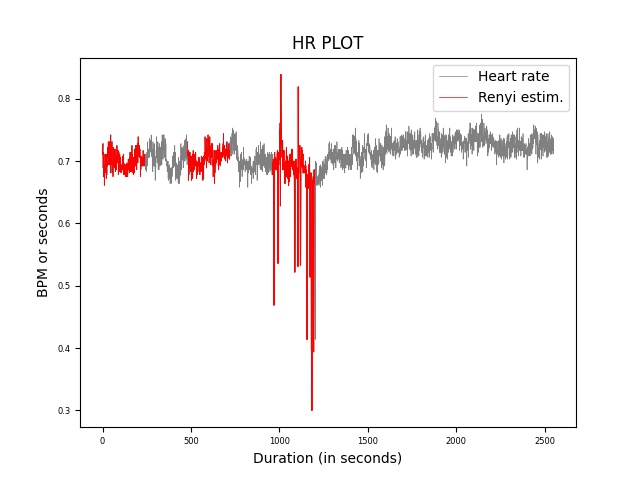 HR PLOT
Heart rate
Renyi estim.
BPM or seconds
0.8
0.7
0.6
0.5
0.4
0.3
0
500
1000
1500
2000
2500
Duration (in seconds)